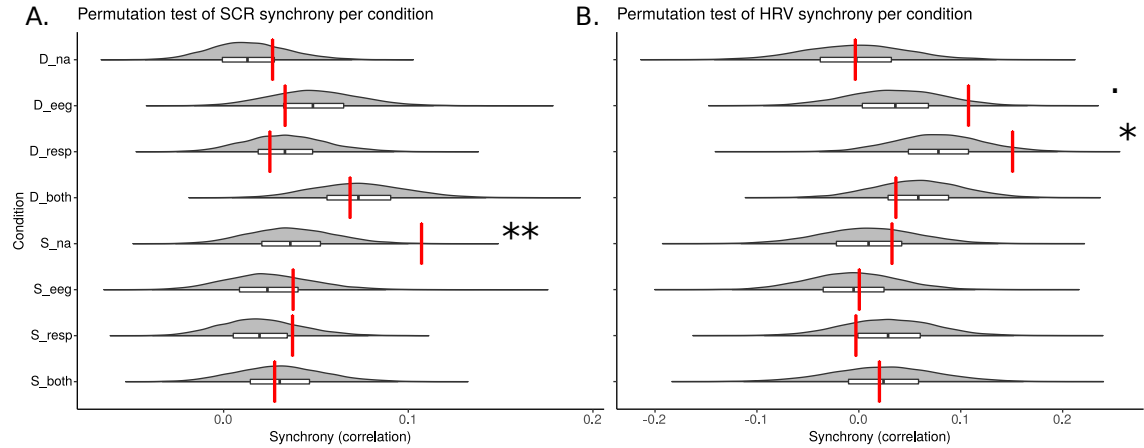 A.
Permutation test of SCR synchrony per condition
B.
Permutation test of HRV synchrony per condition
Condition
D_na
D_eeg
.
D_resp
*
D_both
S_na
**
S_eeg
S_resp
S_both
0.0
0.1
0.2
-0.2
-0.1
0.0
0.1
0.2
Synchrony (correlation)
Synchrony (correlation)